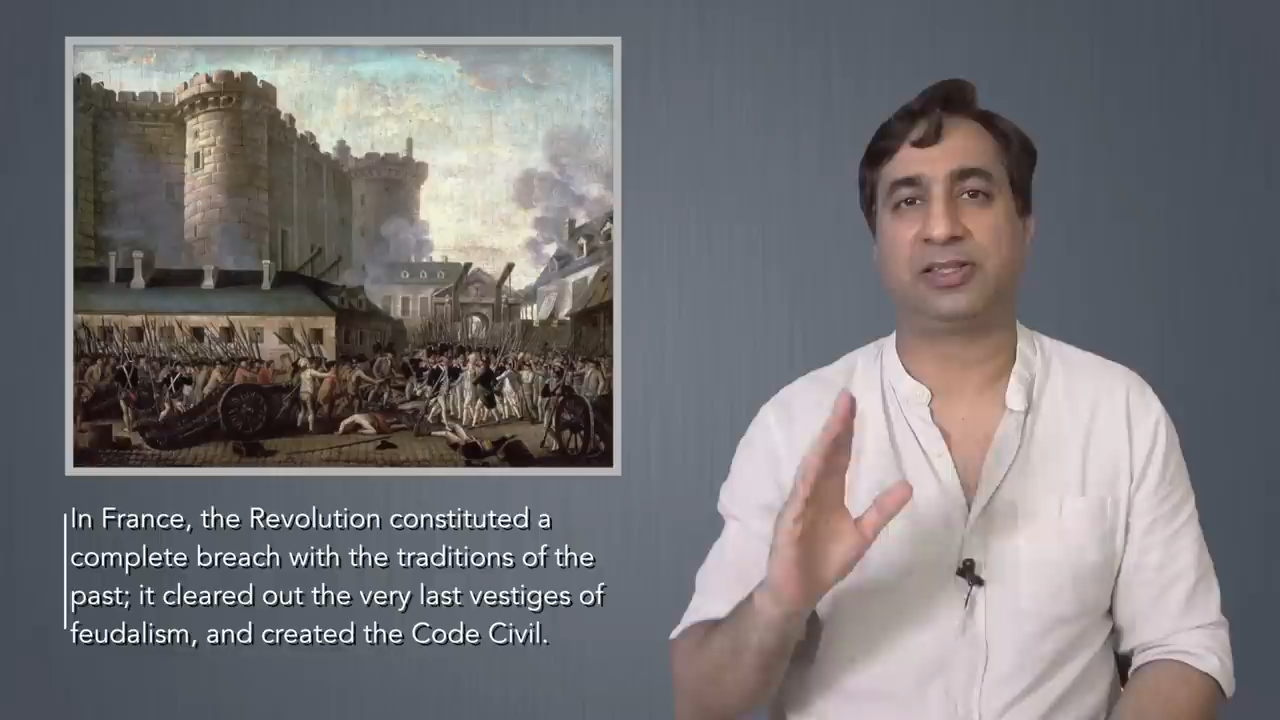 In France, the Revolution constituted a
complete breach with the traditions of the
past; it cleared out the very last vestiges of
feudalism, and created the Code Civil.